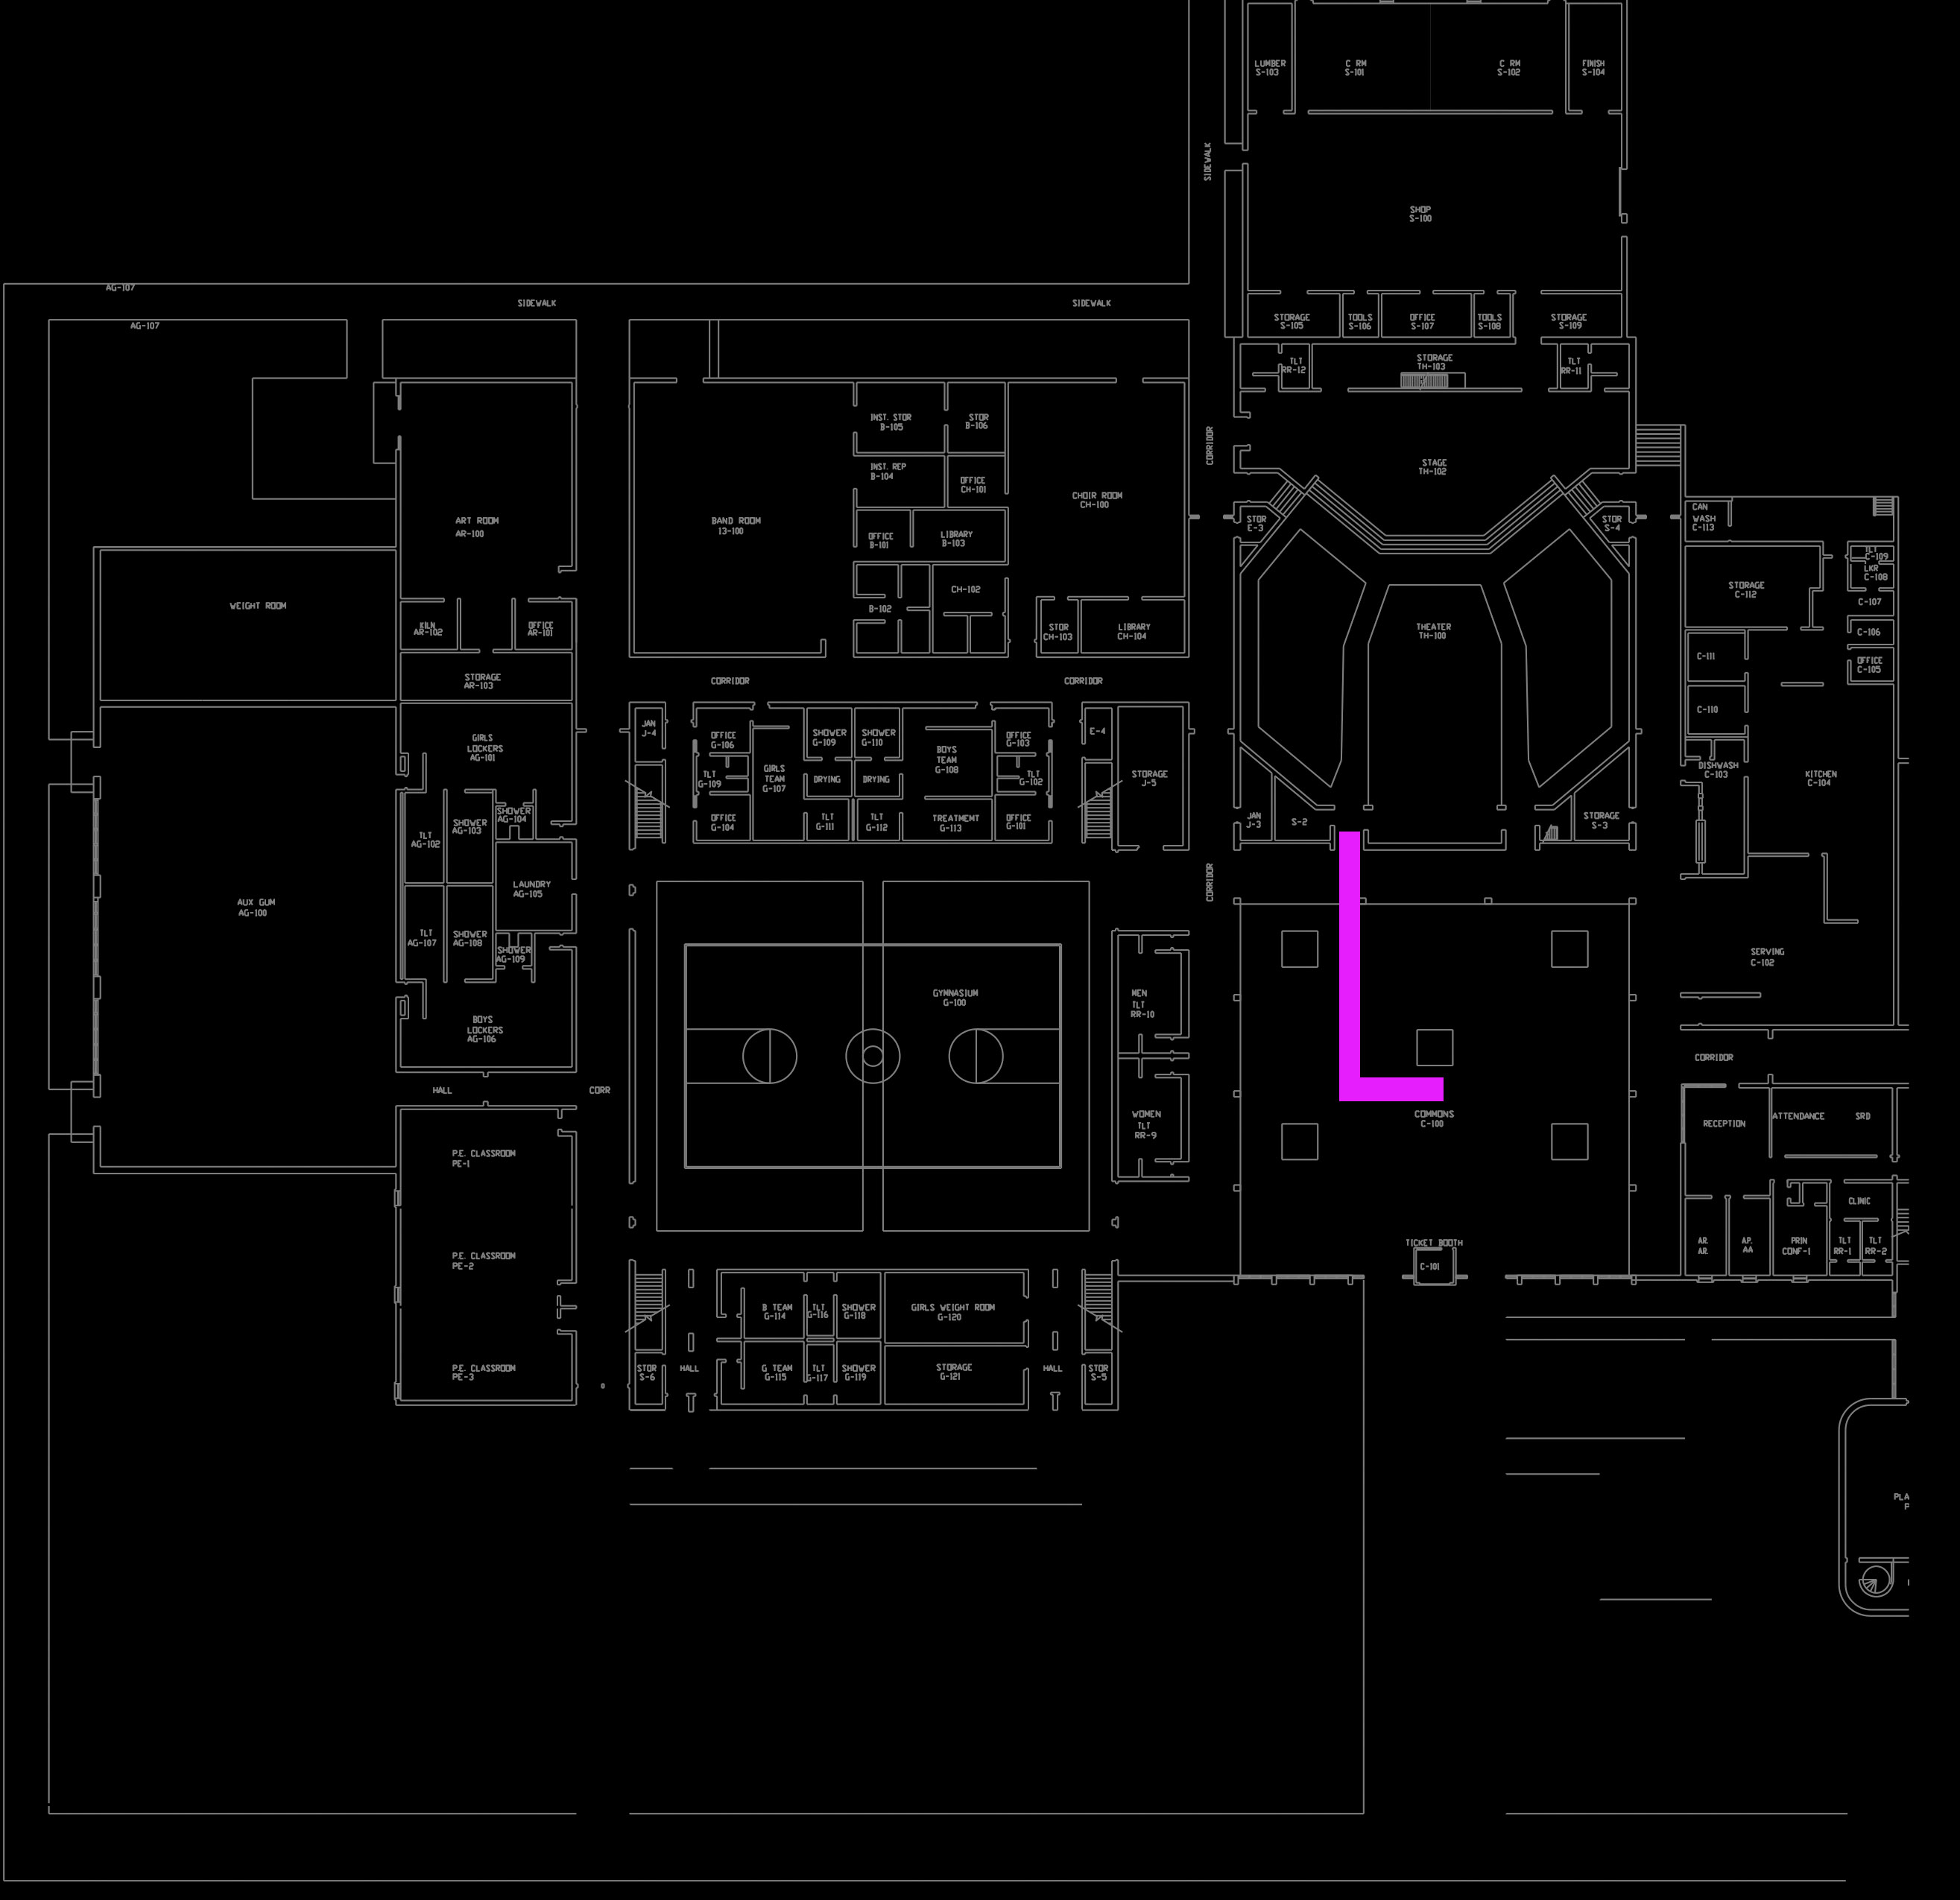 LUMBER
S-103
C RM
S-101
C RM
S-102
FINISH
S-104
SIDEWALK
SHOP
S-100
AG-107
SIDEWALK
SIDEWALK
AG-107
STORAGE
S-105
TOOLS
S-106
OFFICE
S-107
TOOLS
S-108
STORAGE
S-109
TLT
RR-12
STORAGE
TH-103
TLT
RR-11
INST. STOR
B-105
STOR
B-106
CORRIDOR
INST. REP
B-104
OFFICE
CH-101
CHOIR ROOM
CH-100
STAGE
TH-102
ART ROOM
AR-100
BAND ROOM
13-100
OFFICE
B-101
LIBRARY
B-103
STOR
E-3
STOR
S-4
CAN
WASH
C-113
TLT
C-109
LKR
C-108
WEIGHT ROOM
CH-102
B-102
STORAGE
C-112
C-107
KILN
AR-102
OFFICE
AR-101
STOR
CH-103
LIBRARY
CH-104
THEATER
TH-100
C-106
C-111
OFFICE
C-105
STORAGE
AR-103
CORRIDOR
CORRIDOR
C-110
JAN
J-4
OFFICE
G-106
SHOWER
G-109
SHOWER
G-110
OFFICE
G-103
E-4
GIRLS
LOCKERS
AG-101
BOYS
TEAM
G-108
TLT
G-109
GIRLS
TEAM
G-107
DRYING
DRYING
TLT
G-102
STORAGE
J-5
DISHWASH
C-103
KITCHEN
C-104
SHOWER
AG-104
SHOWER
AG-103
TLT
AG-102
OFFICE
G-104
TLT
G-111
TLT
G-112
TREATMEMT
G-113
OFFICE
G-101
JAN
J-3
S-2
STORAGE
S-3
LAUNDRY
AG-105
CORRIDOR
AUX GUM
AG-100
TLT
AG-107
SHOWER
AG-108
SHOWER
AG-109
SERVING
C-102
GYMNASIUM
G-100
MEN
TLT
RR-10
BOYS
LOCKERS
AG-106
CORRIDOR
HALL
CORR
WOMEN
TLT
RR-9
COMMONS
C-100
RECEPTION
ATTENDANCE
SRO
P.E. CLASSROOM
PE-1
CLINIC
P.E. CLASSROOM
PE-2
TICKET BOOTH
C-101
AR.
AR.
AP.
AA
PRIN
CONF-1
TLT
RR-1
TLT
RR-2
B TEAM
G-114
TLT
G-116
SHOWER
G-118
GIRLS WEIGHT ROOM
G-120
P.E. CLASSROOM
PE-3
STOR
S-6
HALL
G TEAM
G-115
TLT
G-117
SHOWER
G-119
STORAGE
G-121
HALL
STOR
S-5
PLA
P